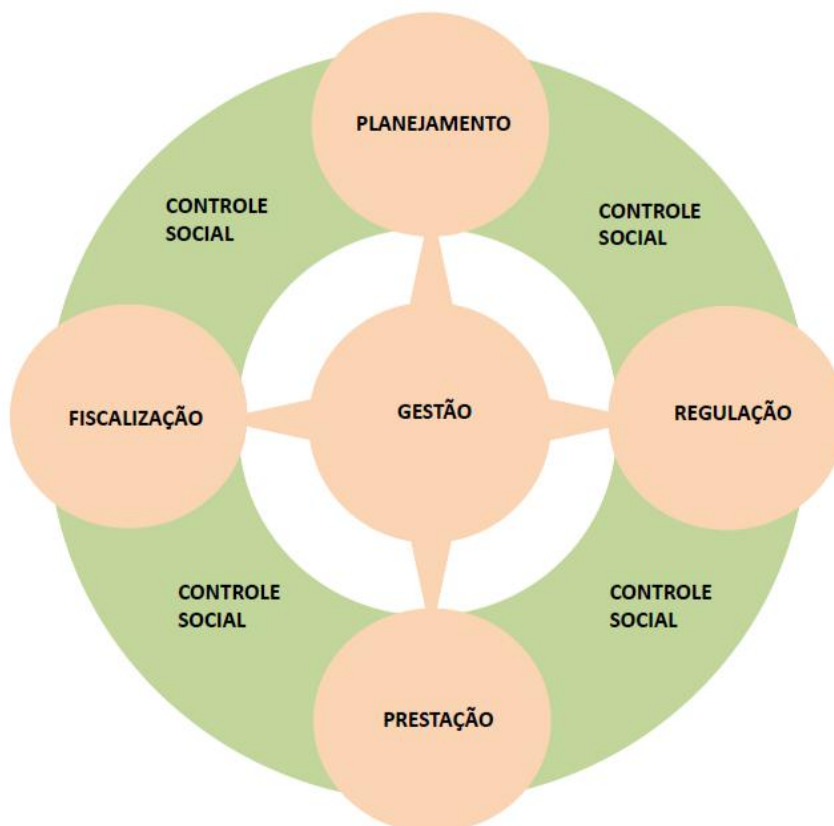 PLANEJAMENTO
CONTROLE
SOCIAL
CONTROLE
SOCIAL
FISCALIZAÇÃO
GESTÃO
REGULAÇÃO
CONTROLE
SOCIAL
CONTROLE
SOCIAL
PRESTAÇÃO